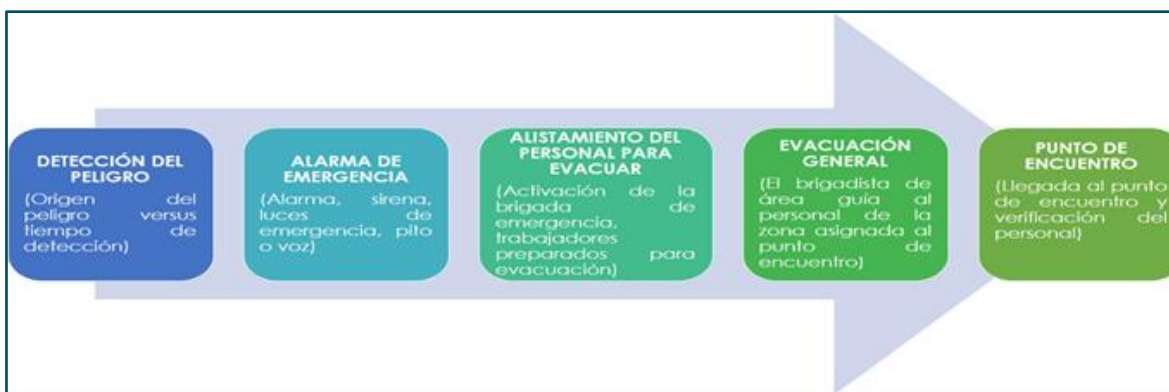 DETECCIÓN DEL
PELIGRO
(Origen del
peligro versus
tiempo de
detección)
ALARMA DE
EMERGENCIA
(Alarma, sirena,
luces de
emergencia, pito
o voz)
ALISTAMIENTO DEL
PERSONAL PARA
EVACUAR
(Activación de la
brigada de
emergencia,
trabajadores
preparados para
evacuación)
EVACUACIÓN
GENERAL
(El brigadista de
área guía al
personal de la
zona asignada al
punto de
encuentro)
PUNTO DE
ENCUENTRO
(Llegada al punto
de encuentro y
verificación del
personal)